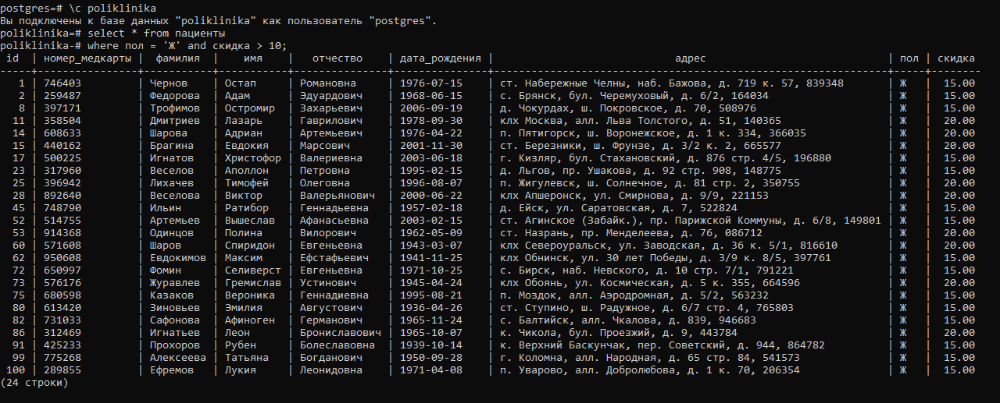 postgres=# \c poliklinika
Вы подключены к базе данных "poliklinika" как пользователь "postgres".
poliklinika=# select * from пациенты
poliklinika-# where пол = 'Ж' and скидка > 10;
 id  | номер_медкарты |  фамилия  |   имя    |   отчество   | дата_рождения |                             адрес                             | пол | скидка
-----+----------------+-----------+----------+--------------+---------------+---------------------------------------------------------------+-----+--------
   1 | 746403         | Чернов    | Остап    | Романовна    | 1976-07-15    | ст. Набережные Челны, наб. Бажова, д. 719 к. 57, 839348       | Ж   |  15.00
   2 | 259487         | Федорова  | Адам     | Эдуардович   | 1968-06-15    | с. Брянск, бул. Черемуховый, д. 6/2, 164034                   | Ж   |  15.00
   8 | 397171         | Трофимов  | Остромир | Захарьевич   | 2006-09-19    | д. Чокурдах, ш. Покровское, д. 70, 508976                     | Ж   |  15.00
  11 | 358504         | Дмитриев  | Лазарь   | Гаврилович   | 1978-09-30    | клх Москва, алл. Льва Толстого, д. 51, 140365                 | Ж   |  20.00
  14 | 608633         | Шарова    | Адриан   | Артемьевич   | 1976-04-22    | п. Пятигорск, ш. Воронежское, д. 1 к. 334, 366035             | Ж   |  20.00
  15 | 440162         | Брагина   | Евдокия  | Марсович     | 2001-11-30    | ст. Березники, ш. Фрунзе, д. 3/2 к. 2, 665577                 | Ж   |  15.00
  17 | 500225         | Игнатов   | Христофор | Валериевна   | 2003-06-18    | г. Кизляр, бул. Стахановский, д. 876 стр. 4/5, 196880         | Ж   |  20.00
  23 | 317960         | Веселов   | Аполлон  | Петровна     | 1995-02-15    | д. Льгов, пр. Ушакова, д. 92 стр. 908, 148775                 | Ж   |  15.00
  25 | 396942         | Лихачев   | Тимофей  | Олеговна     | 1996-08-07    | п. Жигулевск, ш. Солнечное, д. 81 стр. 2, 350755              | Ж   |  20.00
  28 | 892640         | Веселова  | Виктор   | Валерьянович | 2000-06-22    | клх Апшеронск, ул. Смирнова, д. 9/9, 221153                   | Ж   |  20.00
  45 | 748790         | Ильин     | Ратибор  | Геннадьевна  | 1957-02-18    | д. Ейск, ул. Саратовская, д. 7, 522824                        | Ж   |  15.00
  52 | 514755         | Артемьев  | Вышеслав | Афанасьевна  | 2003-02-15    | ст. Агинское (Забайк.), пр. Парижской Коммуны, д. 6/8, 149801 | Ж   |  15.00
  53 | 914368         | Одинцов   | Полина   | Вилорович    | 1962-05-09    | ст. Назрань, пр. Менделеева, д. 76, 086712                    | Ж   |  20.00
  60 | 571608         | Шаров     | Спиридон | Евгеньевна   | 1943-03-07    | клх Североуральск, ул. Заводская, д. 36 к. 5/1, 816610        | Ж   |  20.00
  62 | 950608         | Евдокимов | Максим   | Ефстафьевич  | 1941-11-25    | клх Обнинск, ул. 30 лет Победы, д. 3/9 к. 8/5, 397761         | Ж   |  15.00
  72 | 650997         | Фомин     | Селиверст | Евгеньевна   | 1971-10-25    | с. Бирск, наб. Невского, д. 10 стр. 7/1, 791221               | Ж   |  15.00
  73 | 576176         | Журавлев  | Гремислав | Устинович    | 1945-04-24    | клх Обоянь, ул. Космическая, д. 5 к. 355, 664596              | Ж   |  20.00
  75 | 680598         | Казаков   | Вероника | Геннадиевна  | 1995-08-21    | п. Моздок, алл. Аэродромная, д. 5/2, 563232                   | Ж   |  15.00
  80 | 613420         | Зиновьев  | Эмилия   | Августович   | 1936-04-26    | ст. Ступино, ш. Радужное, д. 6/7 стр. 4, 765803               | Ж   |  15.00
  82 | 731033         | Сафонова  | Афиноген | Германович   | 1965-11-24    | с. Балтийск, алл. Чкалова, д. 839, 946683                     | Ж   |  15.00
  86 | 312469         | Игнатьев  | Леон     | Брониславович | 1965-10-07    | к. Чикола, бул. Проезжий, д. 9, 443784                        | Ж   |  20.00
  91 | 425233         | Прохоров  | Рубен    | Болеславовна | 1939-10-14    | к. Верхний Баскунчак, пер. Советский, д. 944, 864782          | Ж   |  15.00
  99 | 775268         | Алексеева | Татьяна  | Богданович   | 1950-09-28    | г. Коломна, алл. Народная, д. 65 стр. 84, 541573              | Ж   |  15.00
 100 | 289855         | Ефремов   | Лукия    | Леонидовна   | 1971-04-08    | п. Уварово, алл. Добролюбова, д. 1 к. 70, 206354              | Ж   |  15.00
(24 строки)